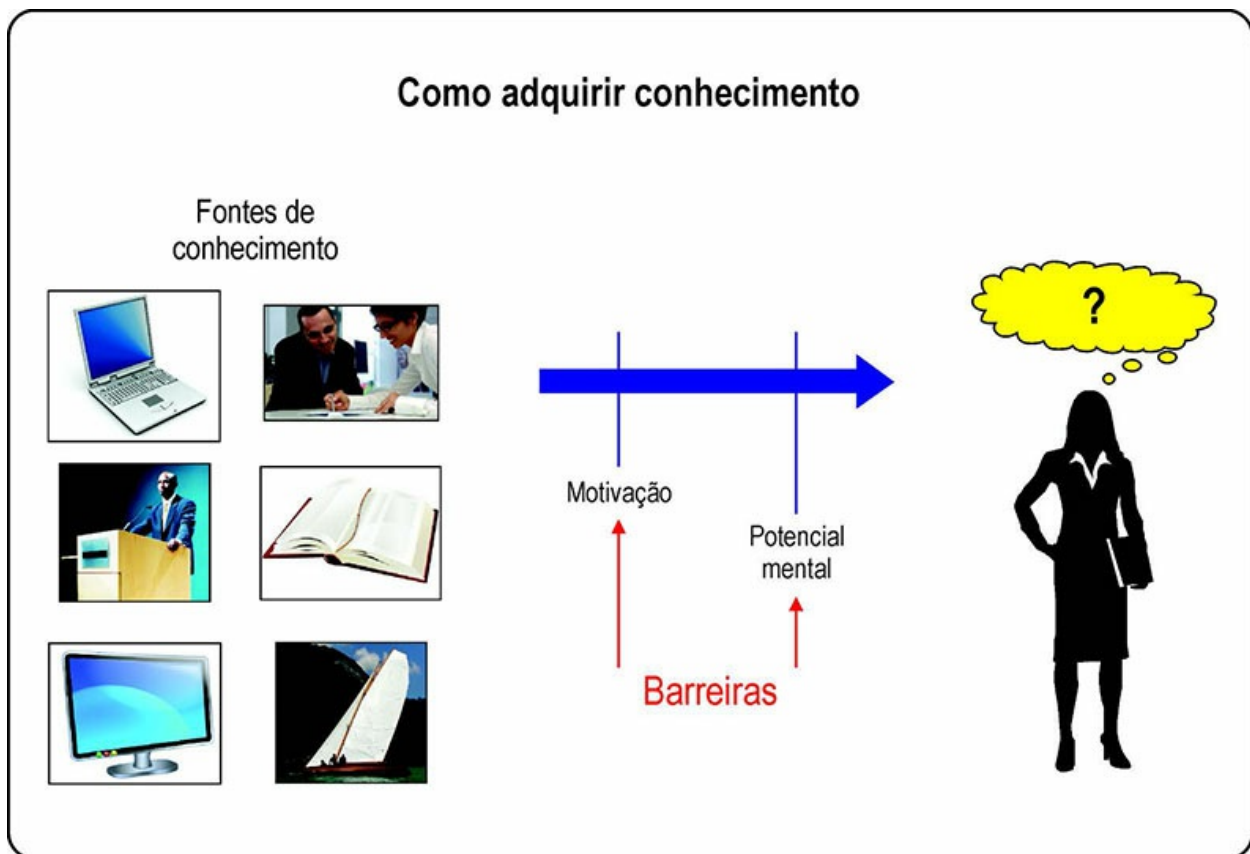 Como adquirir conhecimento
Fontes de
conhecimento
?
Motivação
Potencial
mental
Barreiras